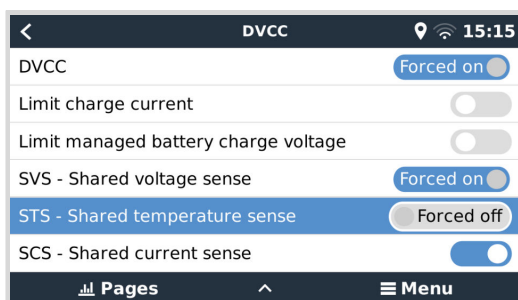 DVCC 15:15
DVCC Forced on
Limit charge current
Limit managed battery charge voltage
SVS - Shared voltage sense Forced on
STS - Shared temperature sense Forced off
SCS - Shared current sense
Pages Menu